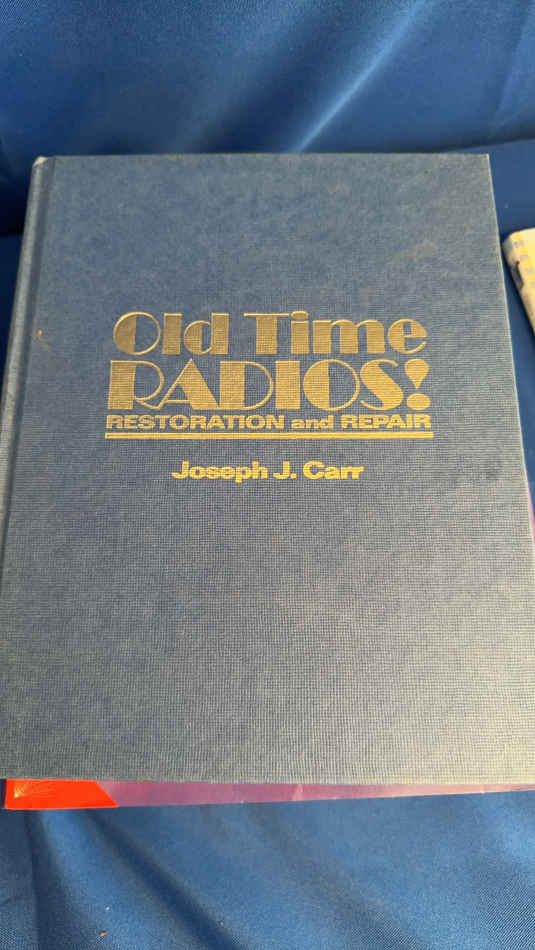 Old Time
RADIOS!
RESTORATION and REPAIR
Joseph J. Carr